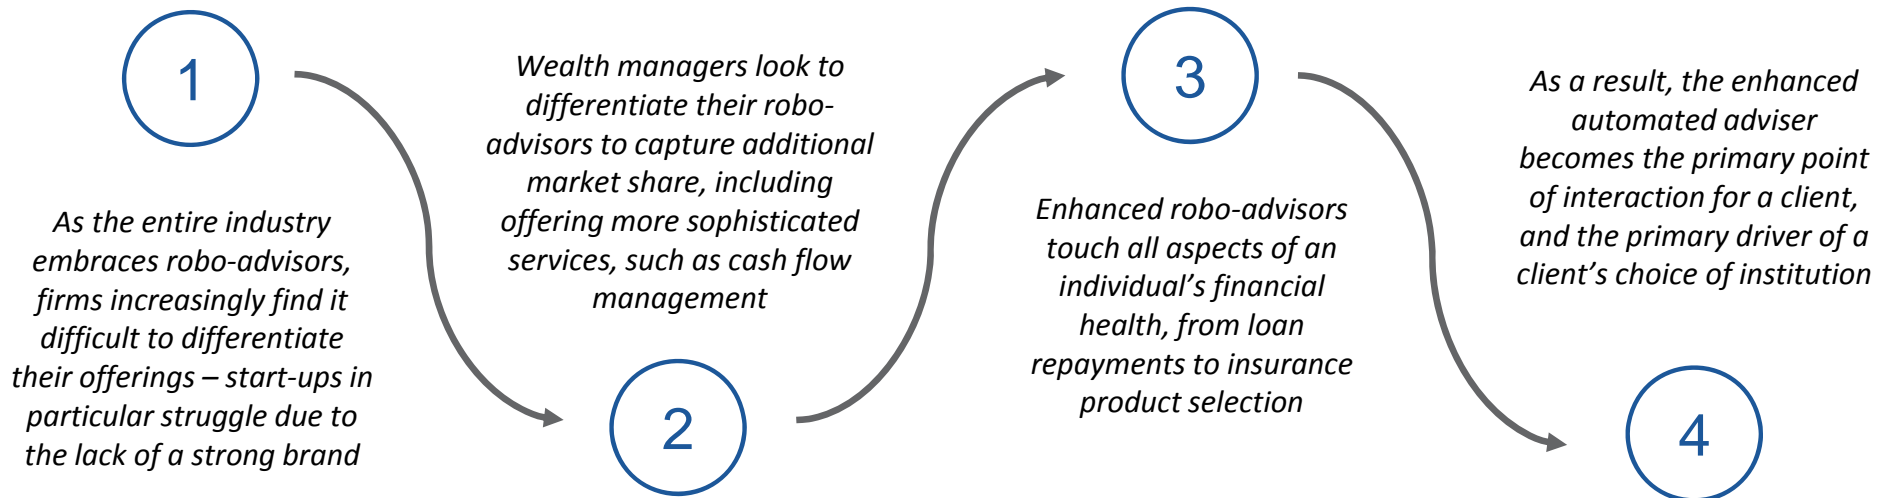 1
As the entire industry
embraces robo-advisors,
firms increasingly find it
difficult to differentiate
their offerings – start-ups in
particular struggle due to
the lack of a strong brand
Wealth managers look to
differentiate their robo-
advisors to capture additional
market share, including
offering more sophisticated
services, such as cash flow
management
2
3
Enhanced robo-advisors
touch all aspects of an
individual’s financial
health, from loan
repayments to insurance
product selection
As a result, the enhanced
automated adviser
becomes the primary point
of interaction for a client,
and the primary driver of a
client’s choice of institution
4